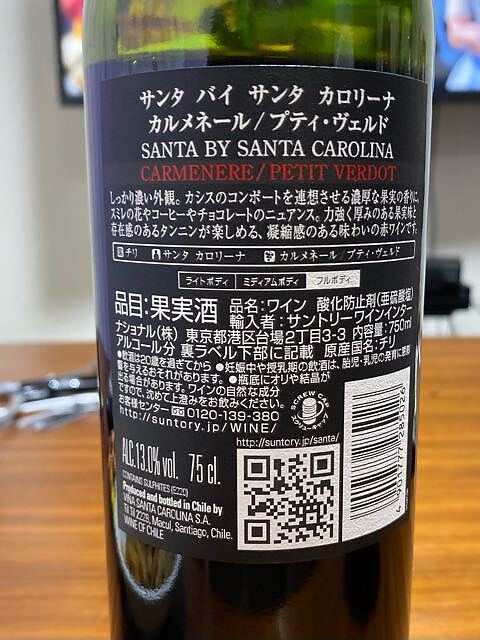 サンタ バイ サンタ カロリーナ
カルメネール/プティ・ヴェルド
SANTA BY SANTA CAROLINA
CARMENERE/PETIT VERDOT
しっかり濃い外観。カシスのコンポートを連想させる濃厚な果実の香りに、
スミレの花やコーヒーやチョコレートのニュアンス。力強く厚みのある果実味と
存在感のあるタンニンが楽しめる、凝縮感のある味わいの赤ワインです。
チリ サンタ カロリーナ カルメネール プティ・ヴェルド
ライトボディ ミディアムボディ フルボディ
品目:果実酒 品名:ワイン 酸化防止剤(亜硫酸塩)
輸入者:サントリーワインインター
ナショナル(株) 東京都港区台場2丁目3-3 内容量:750ml
アルコール分 裏ラベル下部に記載 原産国名:チリ
●飲酒は20歳を過ぎてから ●妊娠中や授乳期の飲酒は、胎児・乳児の発育に悪影
響を与えるおそれがあります。●瓶底にオリや結晶が
出る場合があります。ワインの自然な成分
ですので、沈めて上澄みをお飲みください。
お客様センター 0120-139-380
http://suntory.jp/WINE/
SCREW CAP
スクリューキャップ
http://suntory.jp/santa/
ALC.13.0%vol. 75 cl.
CONTAINS SULPHITES (E220)
Produced and bottled in Chile by
VIÑA SANTA CAROLINA S.A.
Macul, Santiago, Chile.
WINE OF CHILE
4 901777 285026